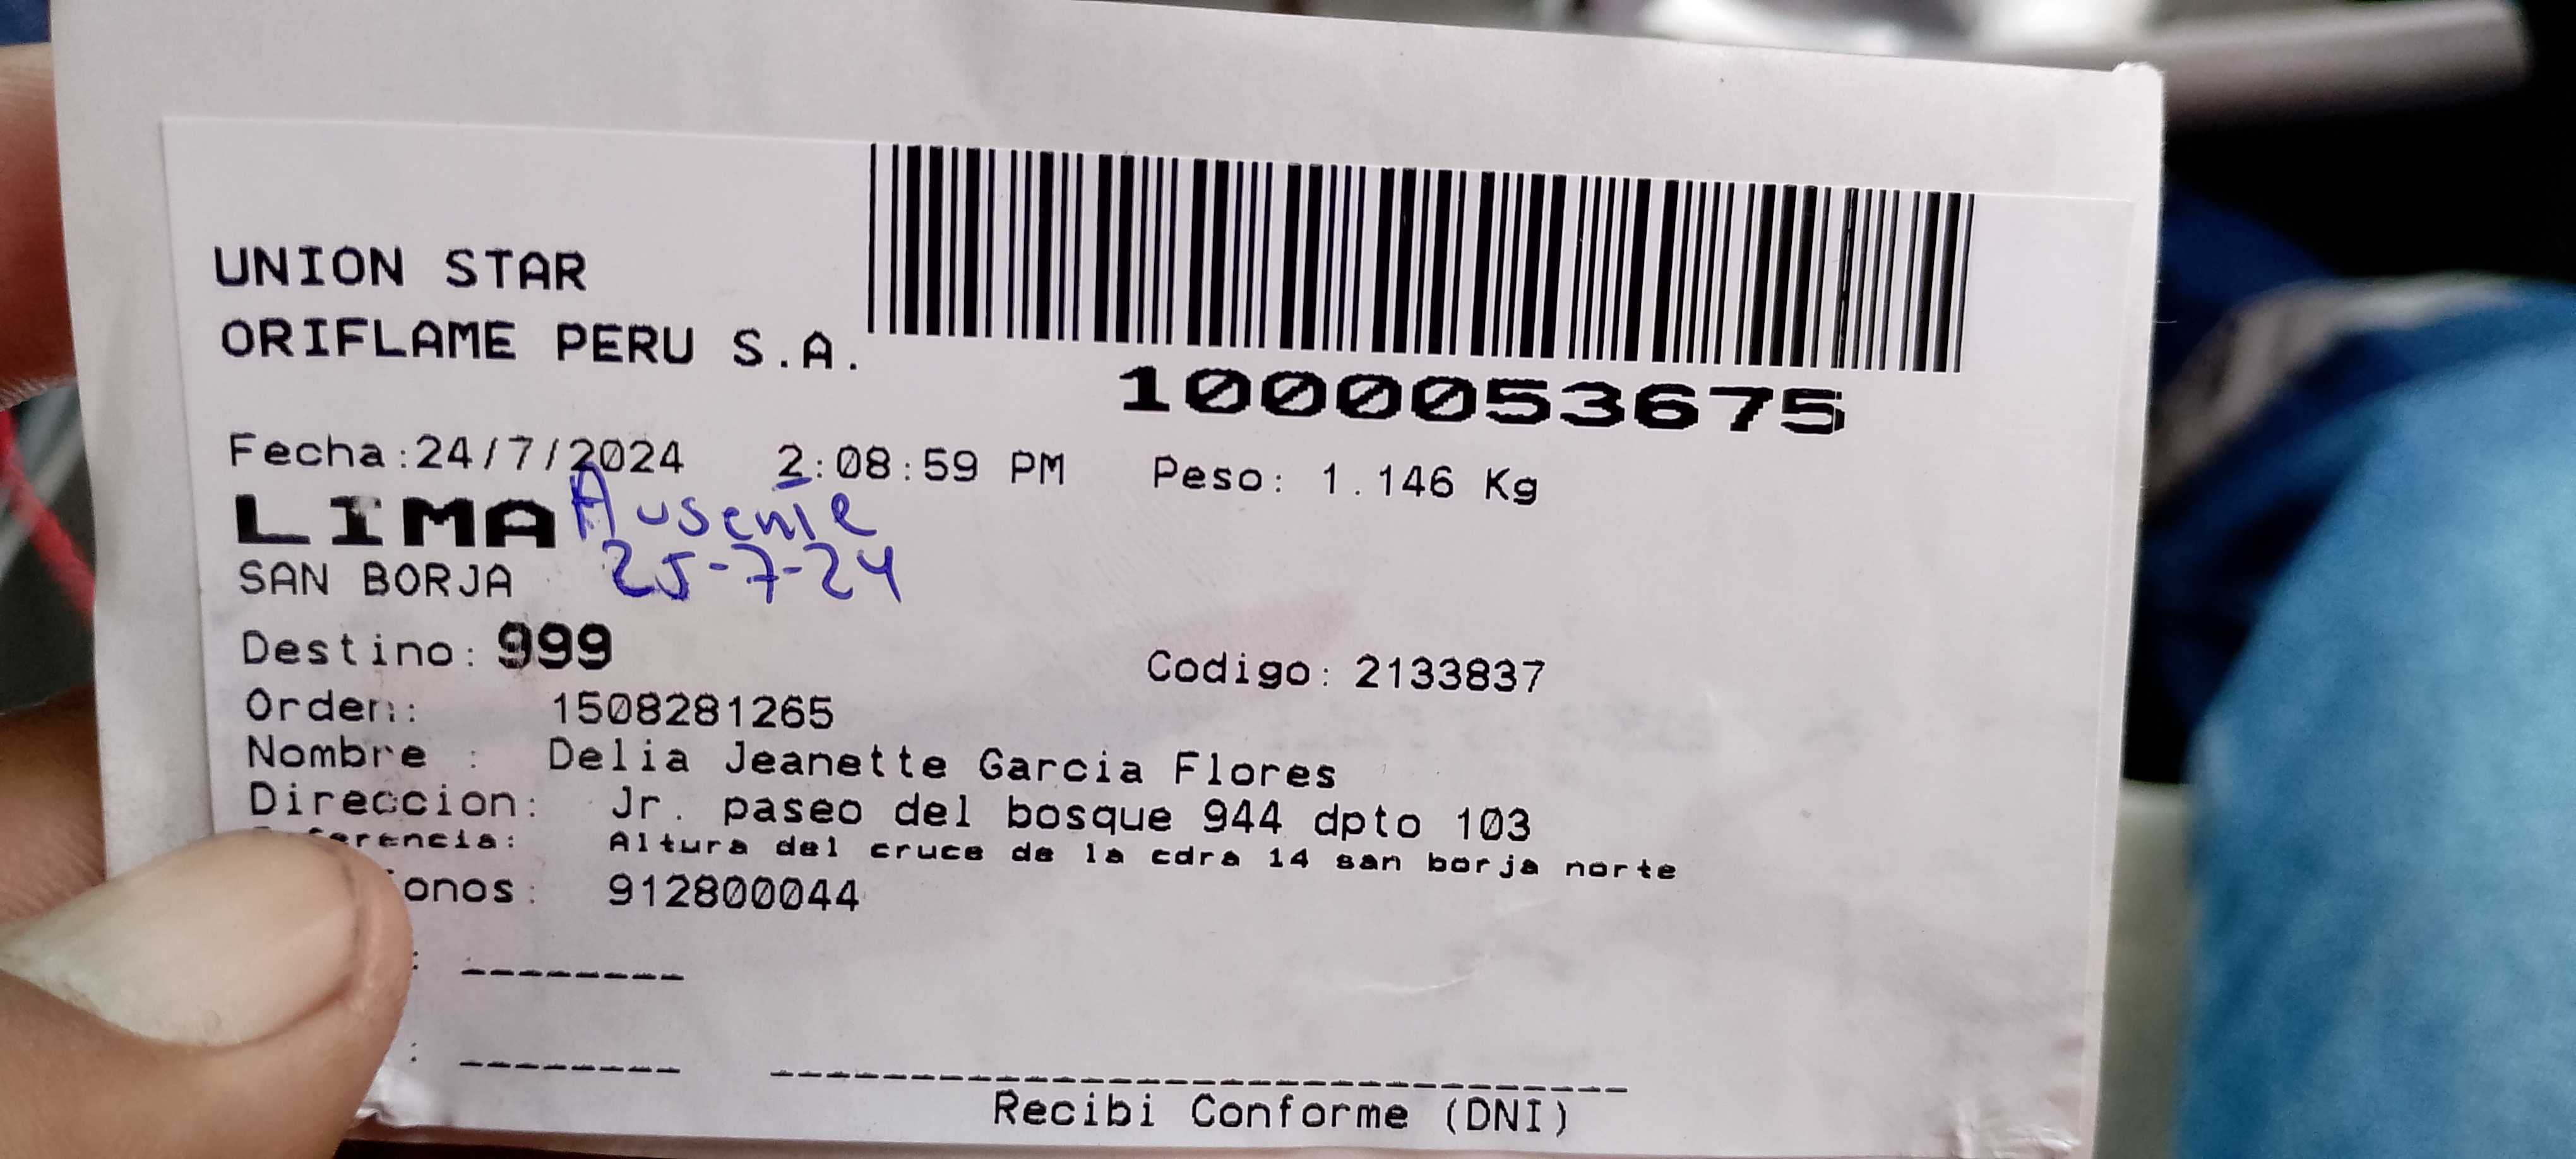 UNION STAR
ORIFLAME PERU S.A.
1000053675
Fecha:24/7/2024 2:08:59 PM Peso: 1.146 Kg
LIMA Ausente
SAN BORJA 25-7-24
Destino: 999 Codigo: 2133837
Orden: 1508281265
Nombre : Delia Jeanette Garcia Flores
Direccion: Jr. paseo del bosque 944 dpto 103
erencia: Altura del cruce de la cdra 14 san borja norte
onos: 912800044
: --------
: -------- ------------------------------
Recibi Conforme (DNI)